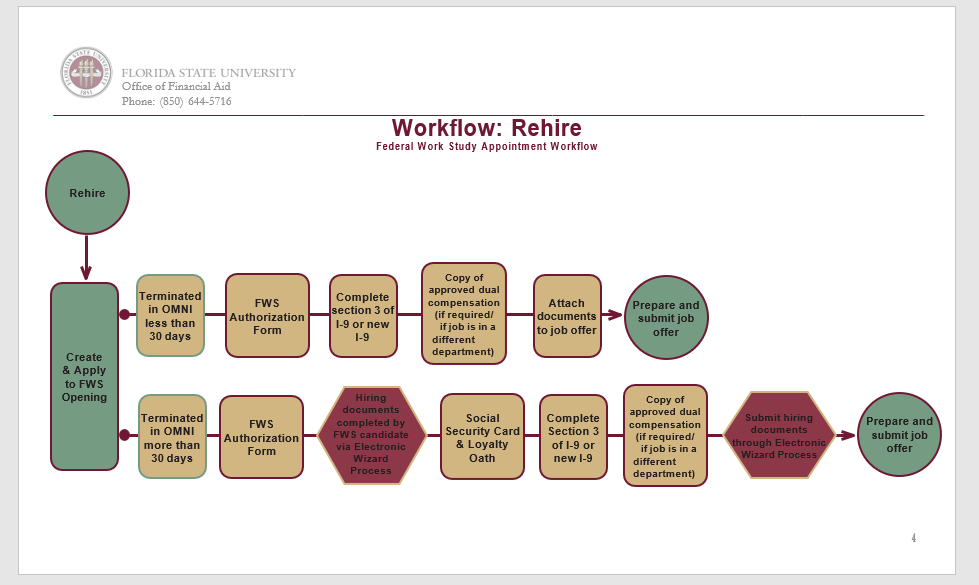 FLORIDA STATE UNIVERSITY
Office of Financial Aid
Phone: (850) 644-5716
FLORIDA STATE UNIVERSITY
1851
Workflow: Rehire
Federal Work Study Appointment Workflow
Rehire
Create
& Apply
to FWS
Opening
Terminated
in OMNI
less than
30 days
FWS
Authorization
Form
Complete
section 3 of
I-9 or new
I-9
Copy of
approved dual
compensation
(if required/
if job is in a
different
department)
Attach
documents
to job offer
Prepare and
submit job
offer
Terminated
in OMNI
more than
30 days
FWS
Authorization
Form
Hiring
documents
completed by
FWS candidate
via Electronic
Wizard
Process
Social
Security Card
& Loyalty
Oath
Complete
Section 3
of I-9 or
new I-9
Copy of
approved dual
compensation
(if required/
if job is in a
different
department)
Submit hiring
documents
through Electronic
Wizard Process
Prepare and
submit job
offer
4